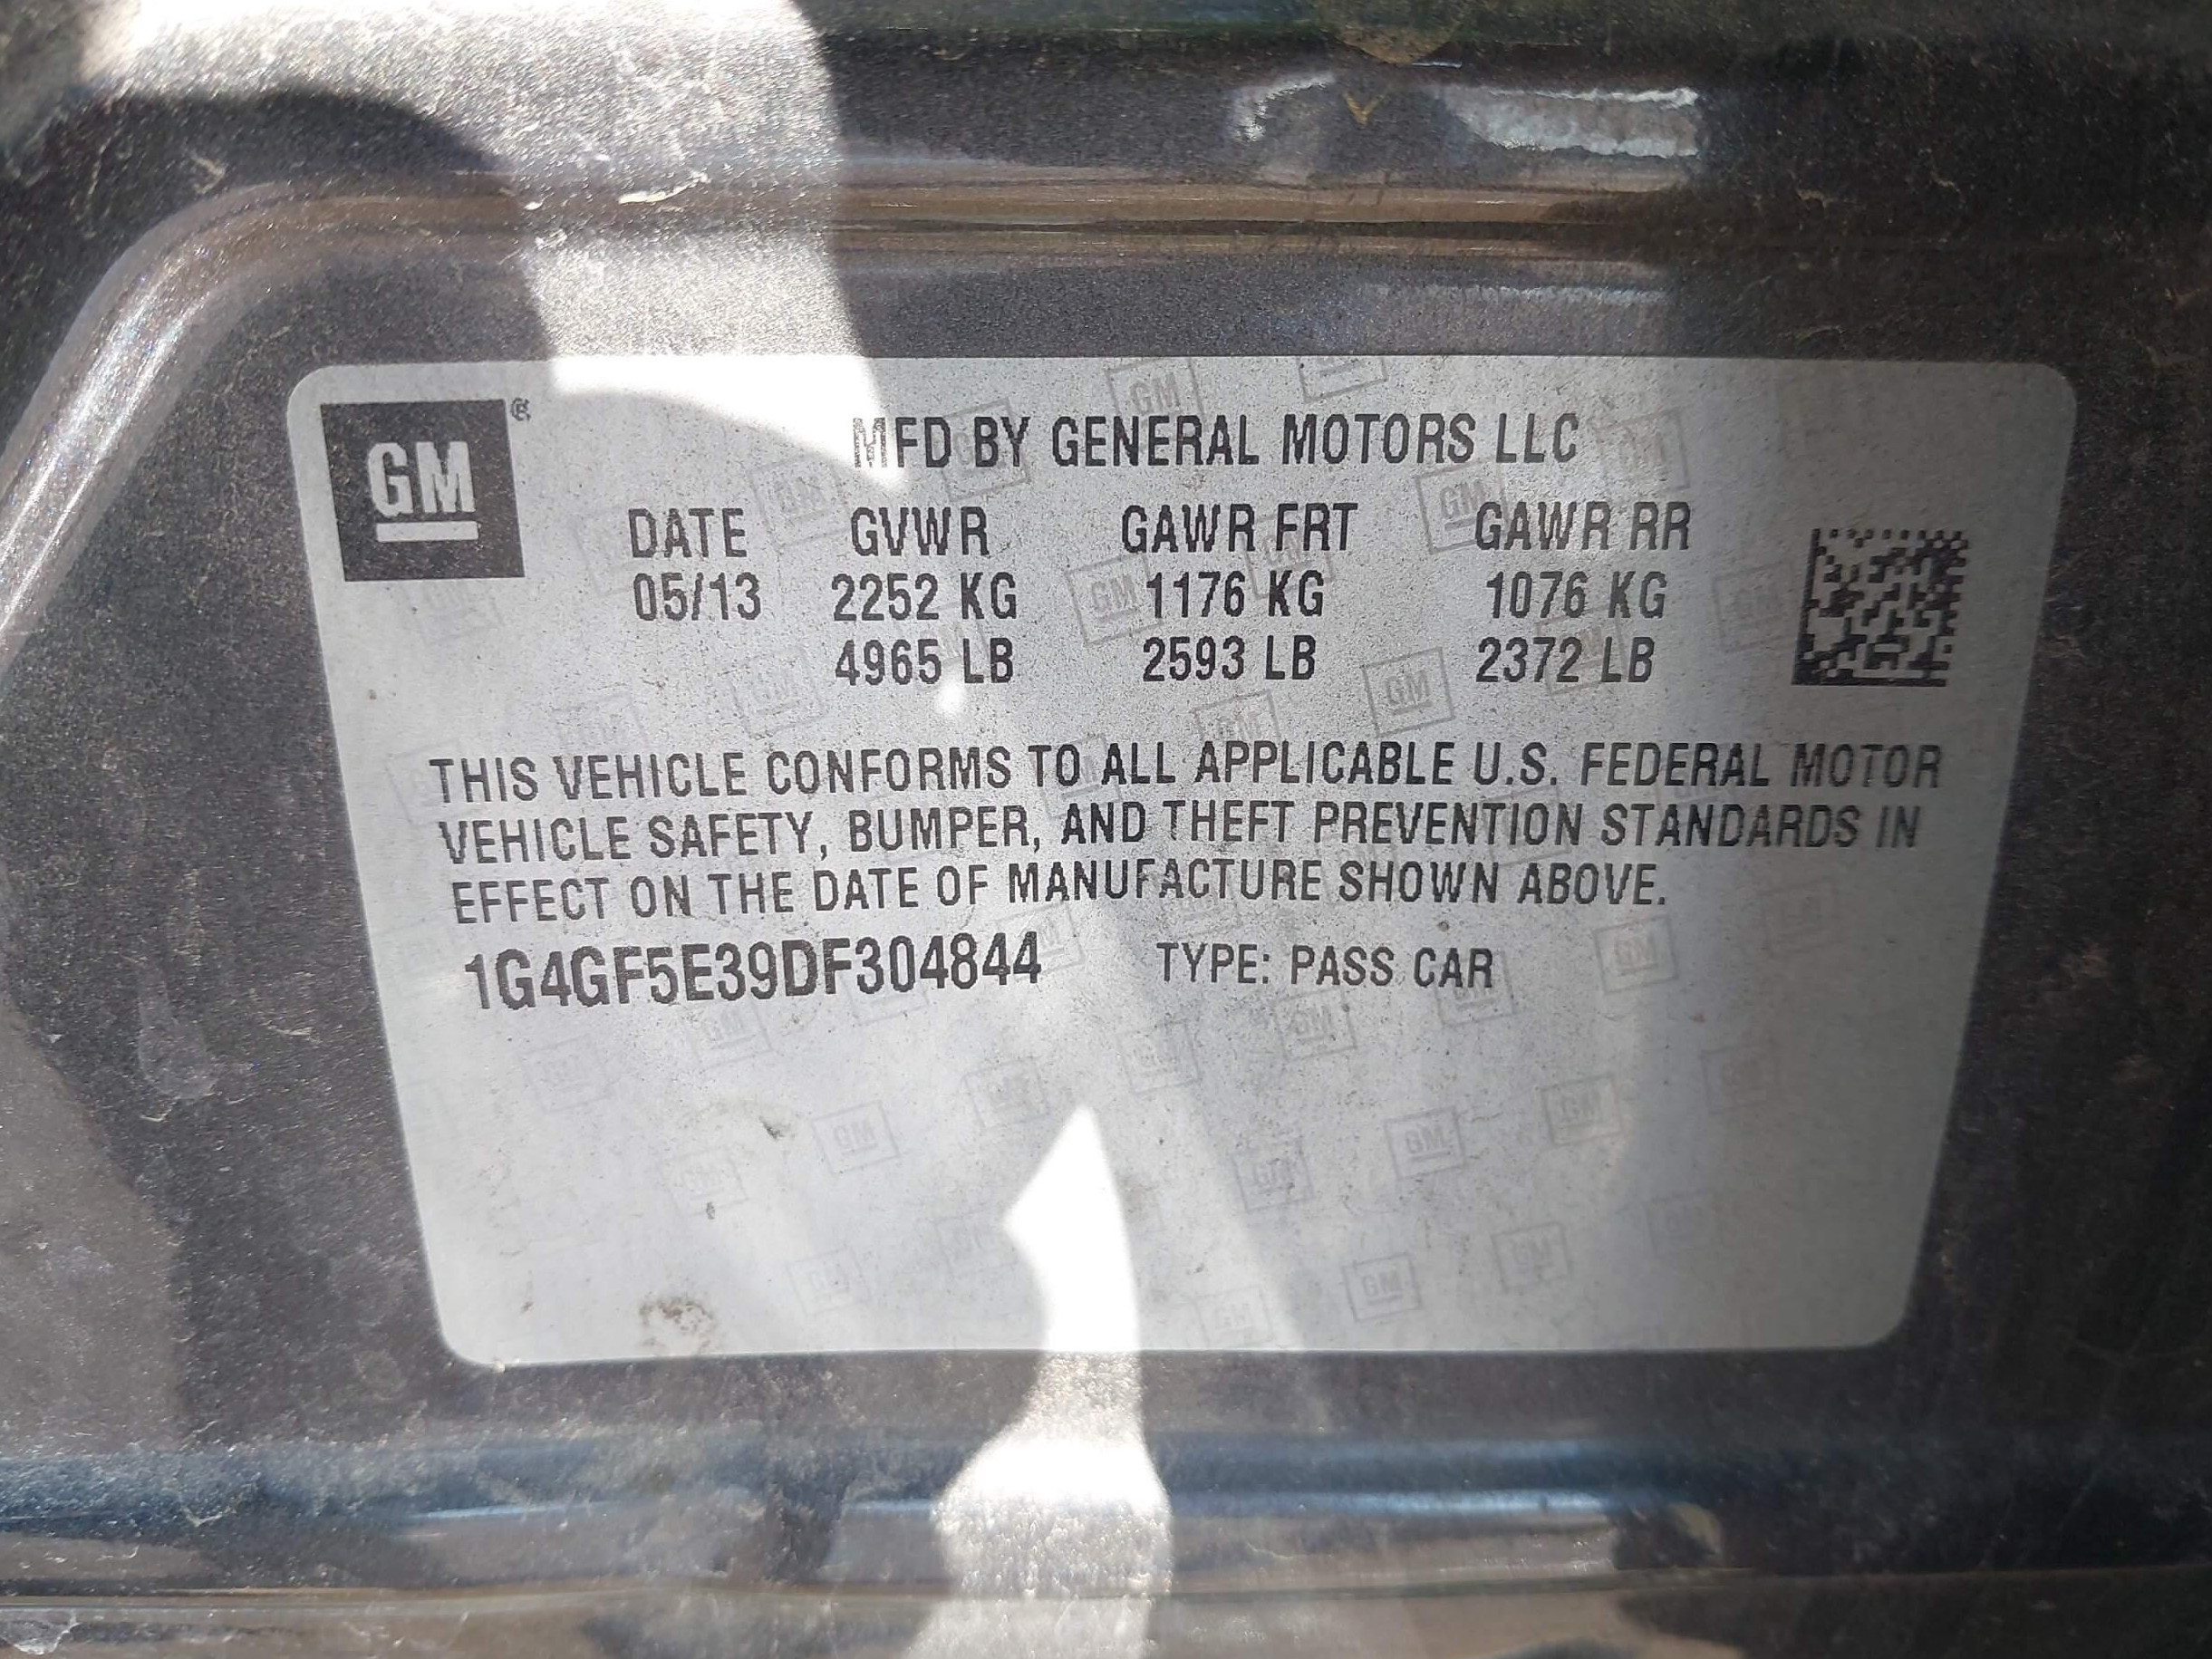 GM ®
MFD BY GENERAL MOTORS LLC
DATE GVWR GAWR FRT GAWR RR
05/13 2252 KG 1176 KG 1076 KG
4965 LB 2593 LB 2372 LB
THIS VEHICLE CONFORMS TO ALL APPLICABLE U.S. FEDERAL MOTOR
VEHICLE SAFETY, BUMPER, AND THEFT PREVENTION STANDARDS IN
EFFECT ON THE DATE OF MANUFACTURE SHOWN ABOVE.
1G4GF5E39DF304844 TYPE: PASS CAR